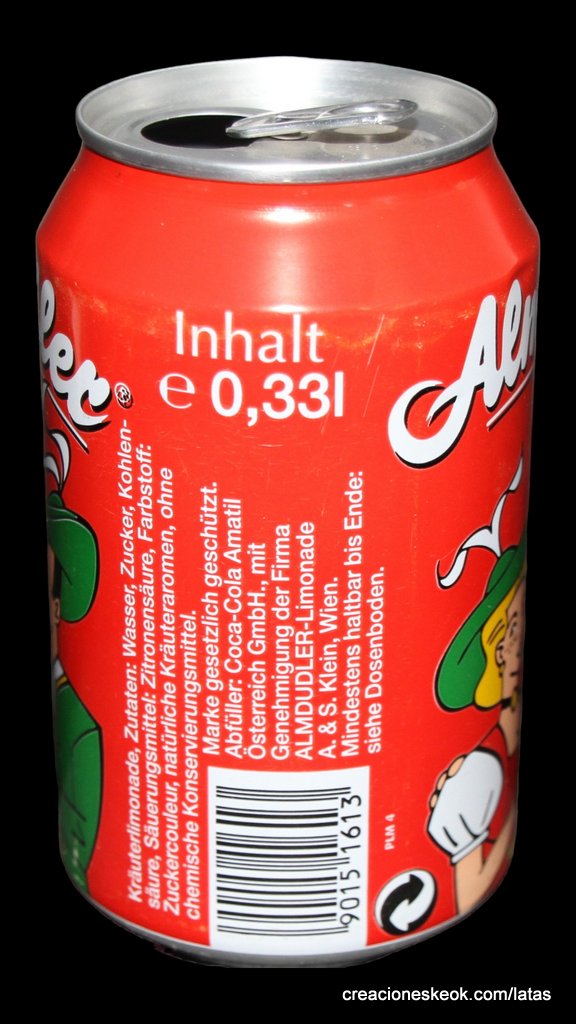 Inhalt
e 0,33l
ler®
Alm
Kräuterlimonade, Zutaten: Wasser, Zucker, Kohlen-
säure, Säuerungsmittel: Zitronensäure, Farbstoff:
Zuckercouleur, natürliche Kräuteraromen, ohne
chemische Konservierungsmittel.
Marke gesetzlich geschützt.
Abfüller: Coca-Cola Amatil
Österreich GmbH., mit
Genehmigung der Firma
ALMDUDLER-Limonade
A. & S. Klein, Wien.
Mindestens haltbar bis Ende:
siehe Dosenboden.
9015 1613
PLM 4
creacioneskeok.com/latas